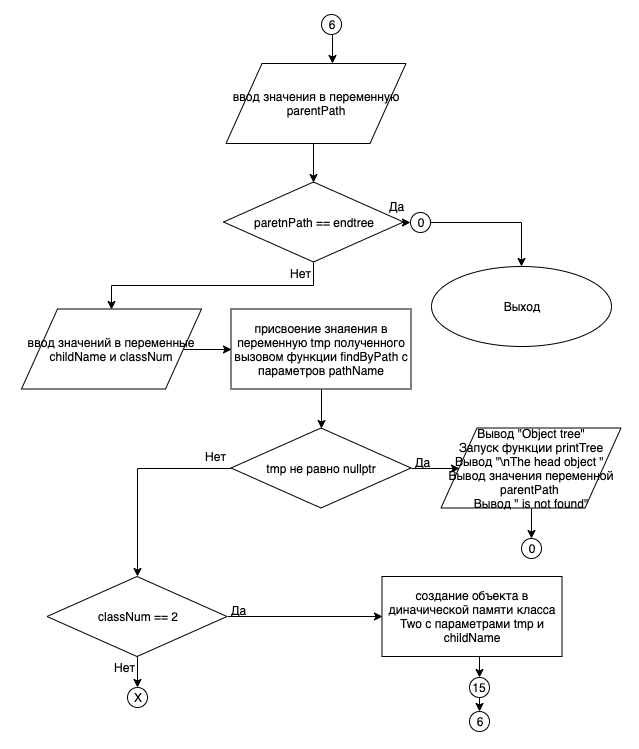 6
ввод значения в переменную
parentPath
paretnPath == endtree
Да
0
Выход
Нет
ввод значений в переменные
childName и classNum
присвоение знаяения в
переменную tmp полученного
вызовом функции findByPath с
параметров pathName
tmp не равно nullptr
Нет
Да
Вывод "Object tree"
Запуск функции printTree
Вывод "\nThe head object "
Вывод значения переменной
parentPath
Вывод " is not found"
0
classNum == 2
Да
Нет
X
создание объекта в
диначической памяти класса
Two с параметрами tmp и
childName
15
6